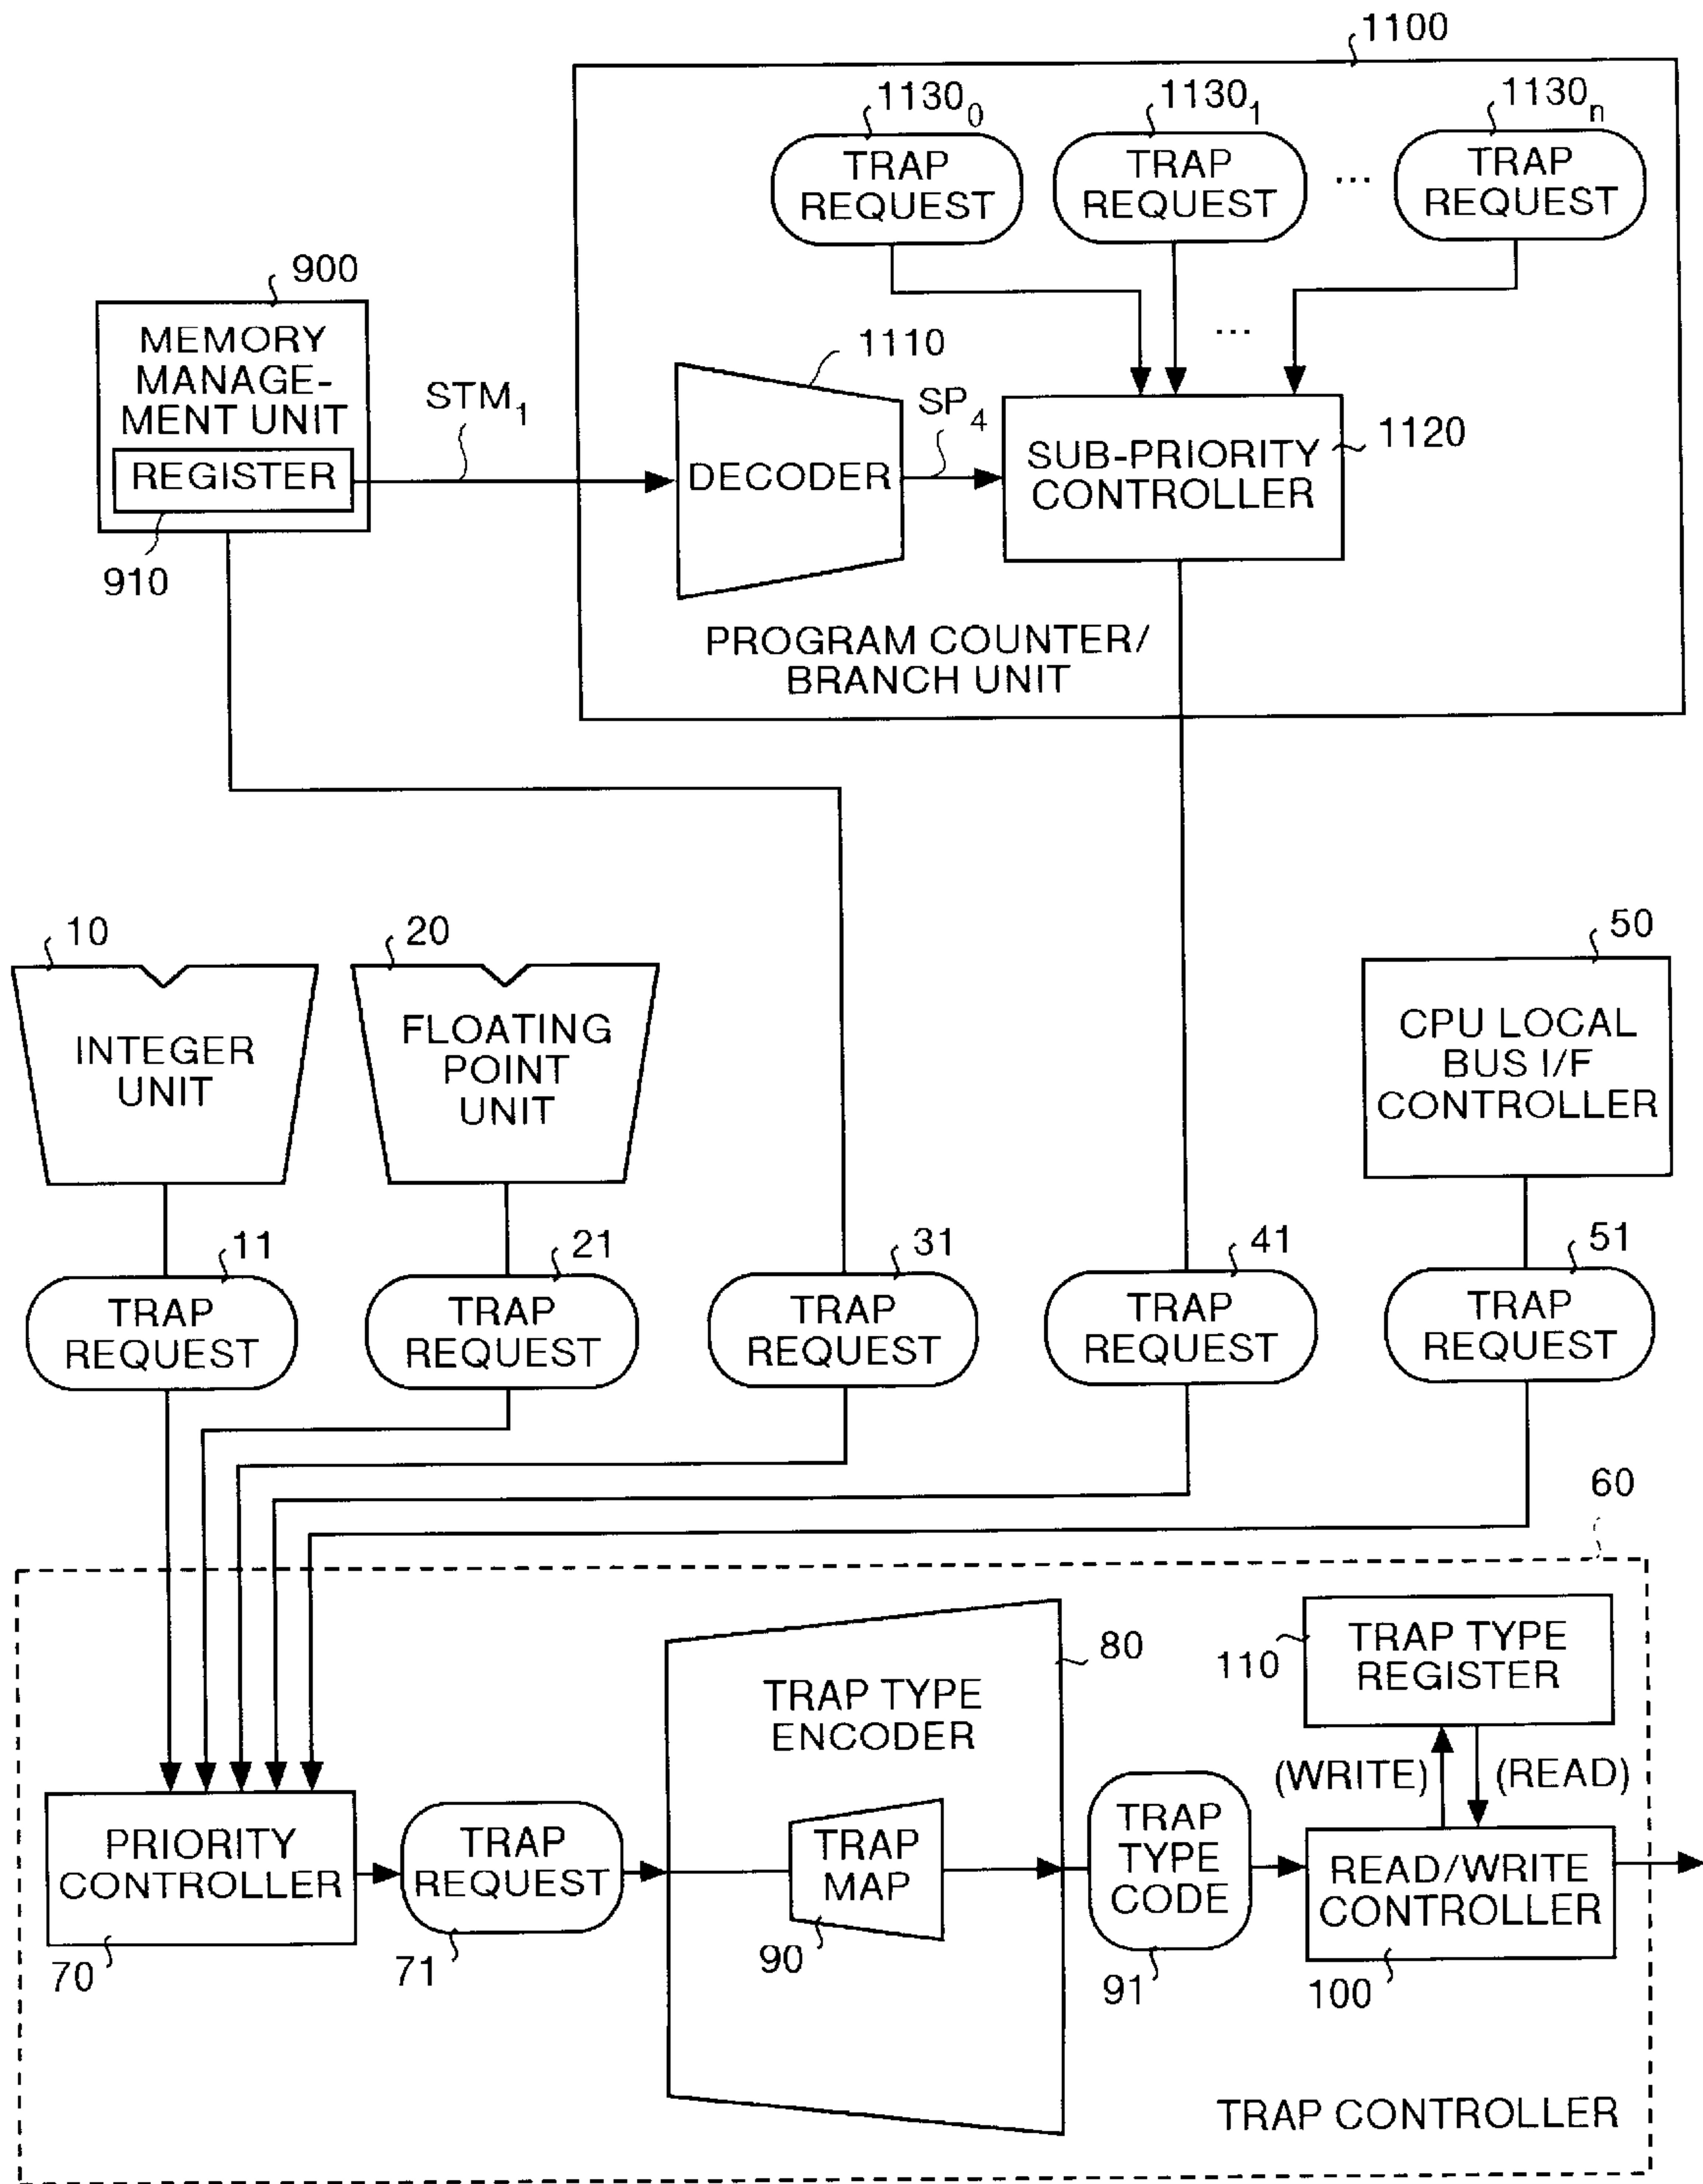 1100
1130₀
1130₁
1130ₙ
TRAP
REQUEST
TRAP
REQUEST
...
TRAP
REQUEST
900
MEMORY
MANAGE-
MENT UNIT
REGISTER
910
STM₁
1110
DECODER
SP₄
...
SUB-PRIORITY
CONTROLLER
1120
PROGRAM COUNTER/
BRANCH UNIT
10
INTEGER
UNIT
20
FLOATING
POINT
UNIT
50
CPU LOCAL
BUS I/F
CONTROLLER
11
TRAP
REQUEST
21
TRAP
REQUEST
31
TRAP
REQUEST
41
TRAP
REQUEST
51
TRAP
REQUEST
60
PRIORITY
CONTROLLER
70
TRAP
REQUEST
71
80
TRAP TYPE
ENCODER
TRAP
MAP
90
TRAP
TYPE
CODE
91
110
TRAP TYPE
REGISTER
(WRITE)
(READ)
READ/WRITE
CONTROLLER
100
TRAP CONTROLLER